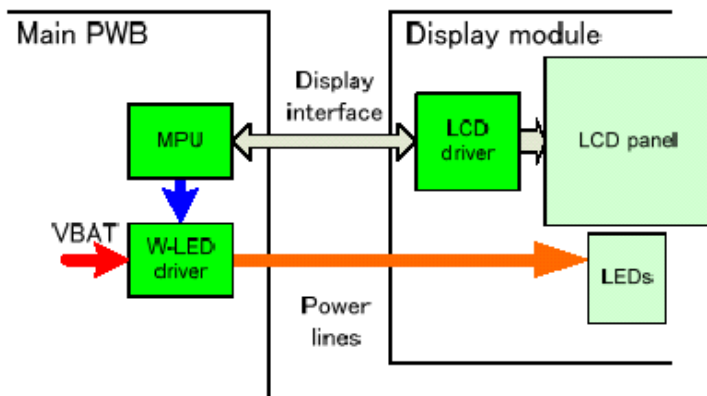 Main PWB
Display module
Display
interface
MPU
LCD
driver
LCD panel
VBAT
W-LED
driver
LEDs
Power
lines